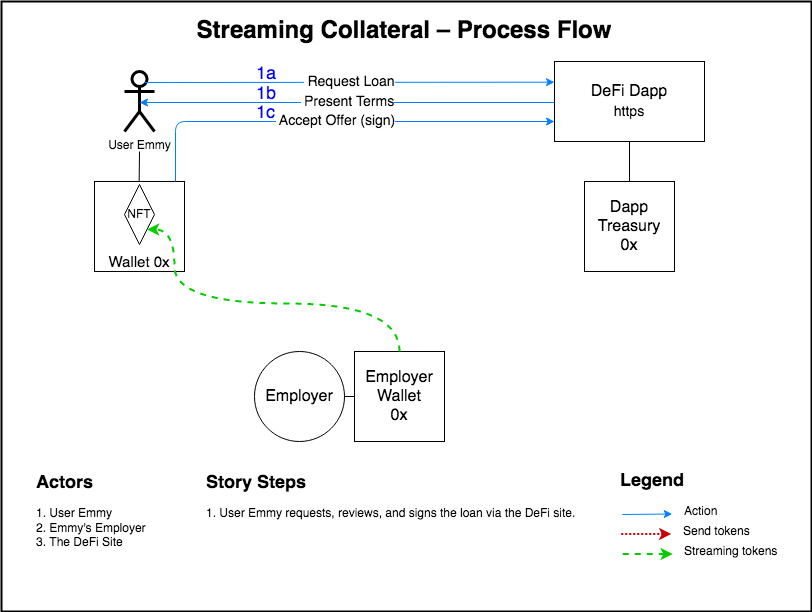 Streaming Collateral – Process Flow
1a
Request Loan
1b
Present Terms
1c
Accept Offer (sign)
DeFi Dapp
https
User Emmy
NFT
Wallet 0x
Dapp
Treasury
0x
Employer
Employer
Wallet
0x
Actors
1. User Emmy
2. Emmy's Employer
3. The DeFi Site
Story Steps
1. User Emmy requests, reviews, and signs the loan via the DeFi site.
Legend
Action
Send tokens
Streaming tokens